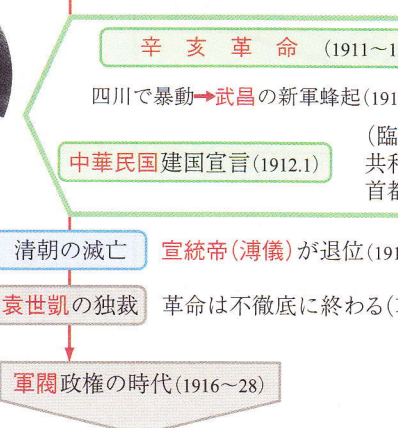 辛亥革命 (1911～1
四川で暴動➡武昌の新軍蜂起(191
(臨
中華民国建国宣言(1912.1)
共和
首都
清朝の滅亡
宣統帝(溥儀)が退位(191
袁世凱の独裁
革命は不徹底に終わる(1
軍閥政権の時代(1916～28)